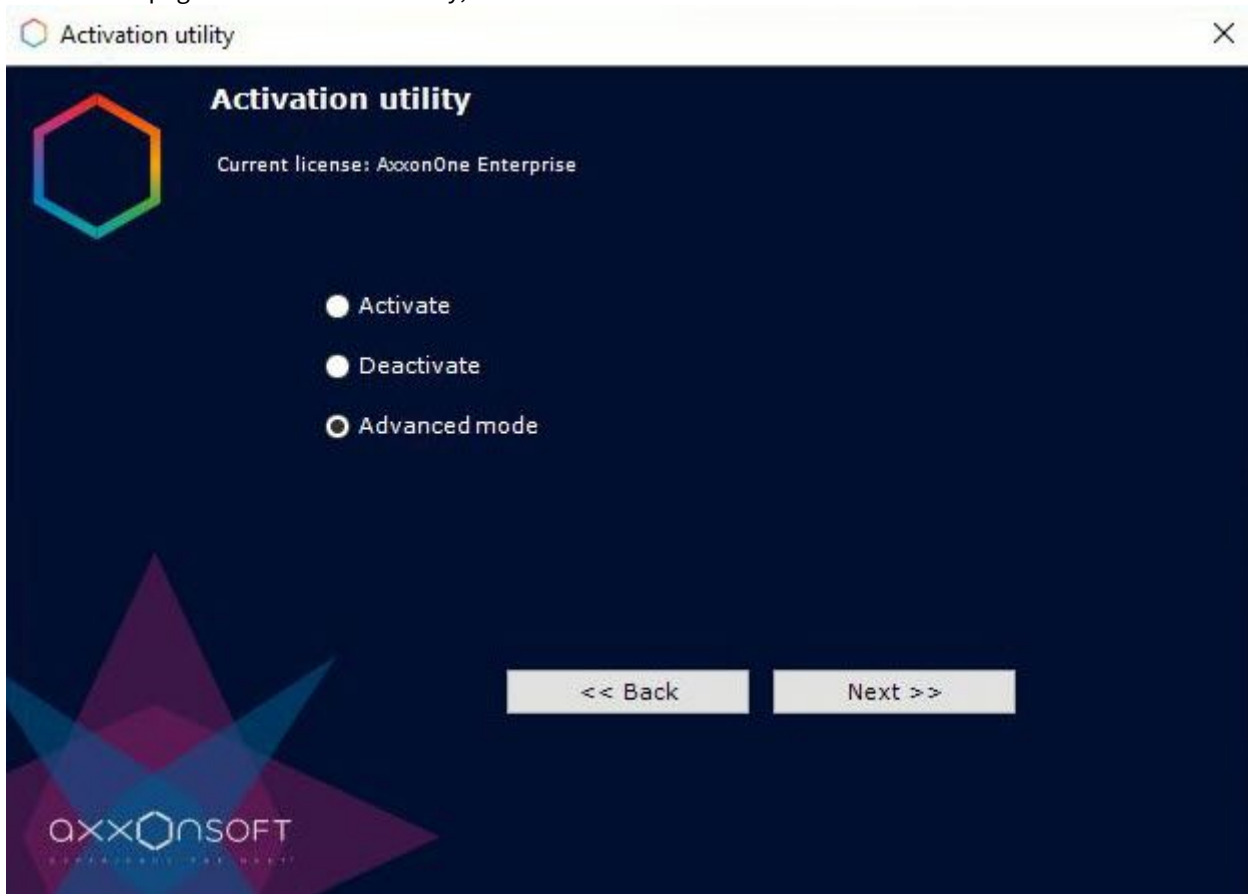 Activation utility
Activation utility
Current license: AxxonOne Enterprise
Activate
Deactivate
Advanced mode
<< Back
Next >>
axxonsoft